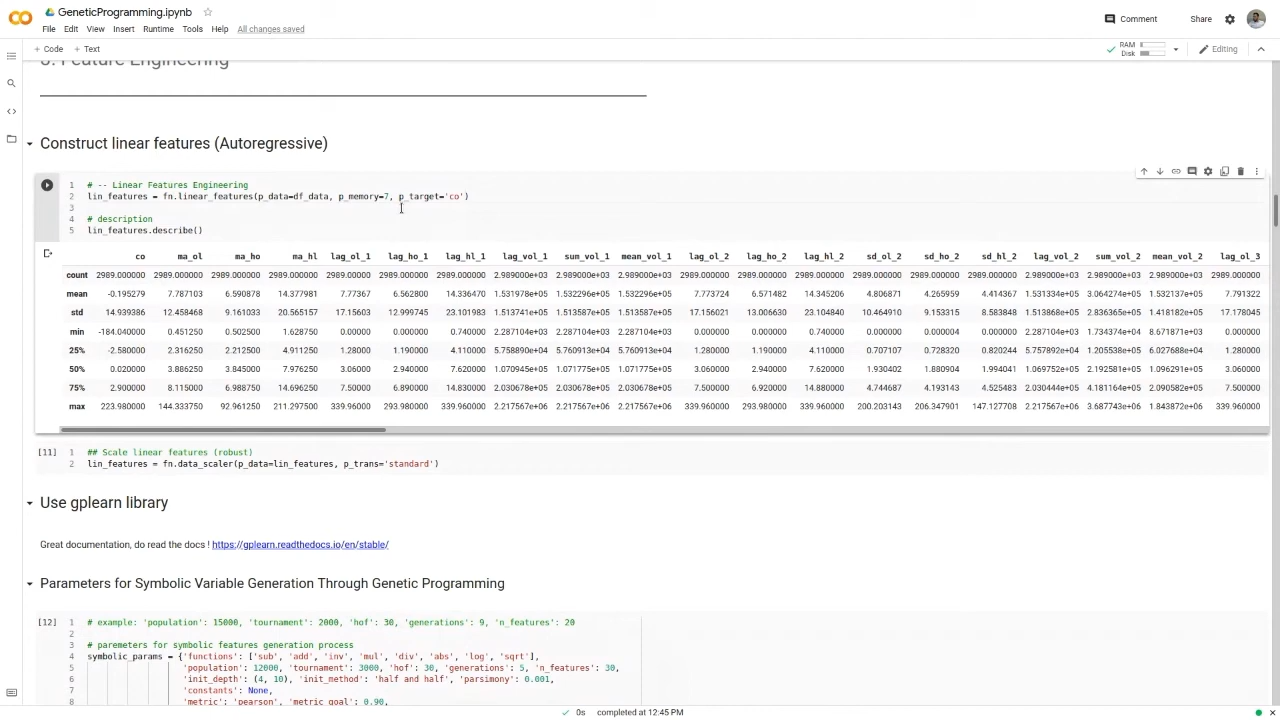 GeneticProgramming.ipynb
File Edit View Insert Runtime Tools Help All changes saved
Comment Share
+ Code + Text
RAM
Disk
Editing
3. Feature Engineering
Construct linear features (Autoregressive)
1 # -- Linear Features Engineering
2 lin_features = fn.linear_features(p_data=df_data, p_memory=7, p_target='co')
3
4 # description
5 lin_features.describe()
co ma_ol ma_ho ma_hl lag_ol_1 lag_ho_1 lag_hl_1 lag_vol_1 sum_vol_1 mean_vol_1 lag_ol_2 lag_ho_2 lag_hl_2 sd_ol_2 sd_ho_2 sd_hl_2 lag_vol_2 sum_vol_2 mean_vol_2 lag_ol_3
count 2989.000000 2989.000000 2989.000000 2989.000000 2989.00000 2989.000000 2989.000000 2.989000e+03 2.989000e+03 2.989000e+03 2989.000000 2989.000000 2989.000000 2989.000000 2989.000000 2989.000000 2.989000e+03 2.989000e+03 2.989000e+03 2989.000000
mean -0.195279 7.787103 6.590878 14.377981 7.77367 6.562800 14.336470 1.531978e+05 1.532296e+05 1.532296e+05 7.773724 6.571482 14.345206 4.806871 4.265959 4.414367 1.531334e+05 3.064274e+05 1.532137e+05 7.791322
std 14.939386 12.458468 9.161033 20.565157 17.15603 12.999745 23.101983 1.513741e+05 1.513587e+05 1.513587e+05 17.156021 13.006630 23.104840 10.464910 9.153315 8.583848 1.513868e+05 2.836365e+05 1.418182e+05 17.178045
min -184.040000 0.451250 0.502500 1.628750 0.00000 0.000000 0.740000 2.287103e+03 2.287103e+03 2.287103e+03 0.000000 0.000000 0.740000 0.000000 0.000004 0.000000 2.287103e+03 1.734374e+04 8.671873e+03 0.000000
25% -2.580000 2.316250 2.212500 4.911250 1.28000 1.190000 4.110000 5.758890e+04 5.760913e+04 5.760913e+04 1.280000 1.190000 4.110000 0.707107 0.728320 0.820244 5.757892e+04 1.205538e+05 6.027688e+04 1.280000
50% 0.020000 3.886250 3.845000 7.976250 3.06000 2.940000 7.620000 1.070945e+05 1.071775e+05 1.071775e+05 3.060000 2.940000 7.620000 1.930402 1.880904 1.994041 1.069752e+05 2.192581e+05 1.096291e+05 3.060000
75% 2.900000 8.115000 6.988750 14.696250 7.50000 6.890000 14.830000 2.030678e+05 2.030678e+05 2.030678e+05 7.500000 6.920000 14.880000 4.744687 4.193143 4.525483 2.030444e+05 4.181164e+05 2.090582e+05 7.500000
max 223.980000 144.333750 92.961250 211.297500 339.96000 293.980000 339.960000 2.217567e+06 2.217567e+06 2.217567e+06 339.960000 293.980000 339.960000 200.203143 206.347901 147.127708 2.217567e+06 3.687743e+06 1.843872e+06 339.960000
[11] 1 ## Scale linear features (robust)
2 lin_features = fn.data_scaler(p_data=lin_features, p_trans='standard')
Use gplearn library
Great documentation, do read the docs ! https://gplearn.readthedocs.io/en/stable/
Parameters for Symbolic Variable Generation Through Genetic Programming
[12] 1 # example: 'population': 15000, 'tournament': 2000, 'hof': 30, 'generations': 9, 'n_features': 20
2
3 # paremeters for symbolic features generation process
4 symbolic_params = {'functions': ['sub', 'add', 'inv', 'mul', 'div', 'abs', 'log', 'sqrt'],
5 'population': 12000, 'tournament': 3000, 'hof': 30, 'generations': 5, 'n_features': 30,
6 'init_depth': (4, 10), 'init_method': 'half and half', 'parsimony': 0.001,
7 'constants': None,
8 'metric': 'pearson', 'metric_goal': 0.90,
0s completed at 12:45 PM